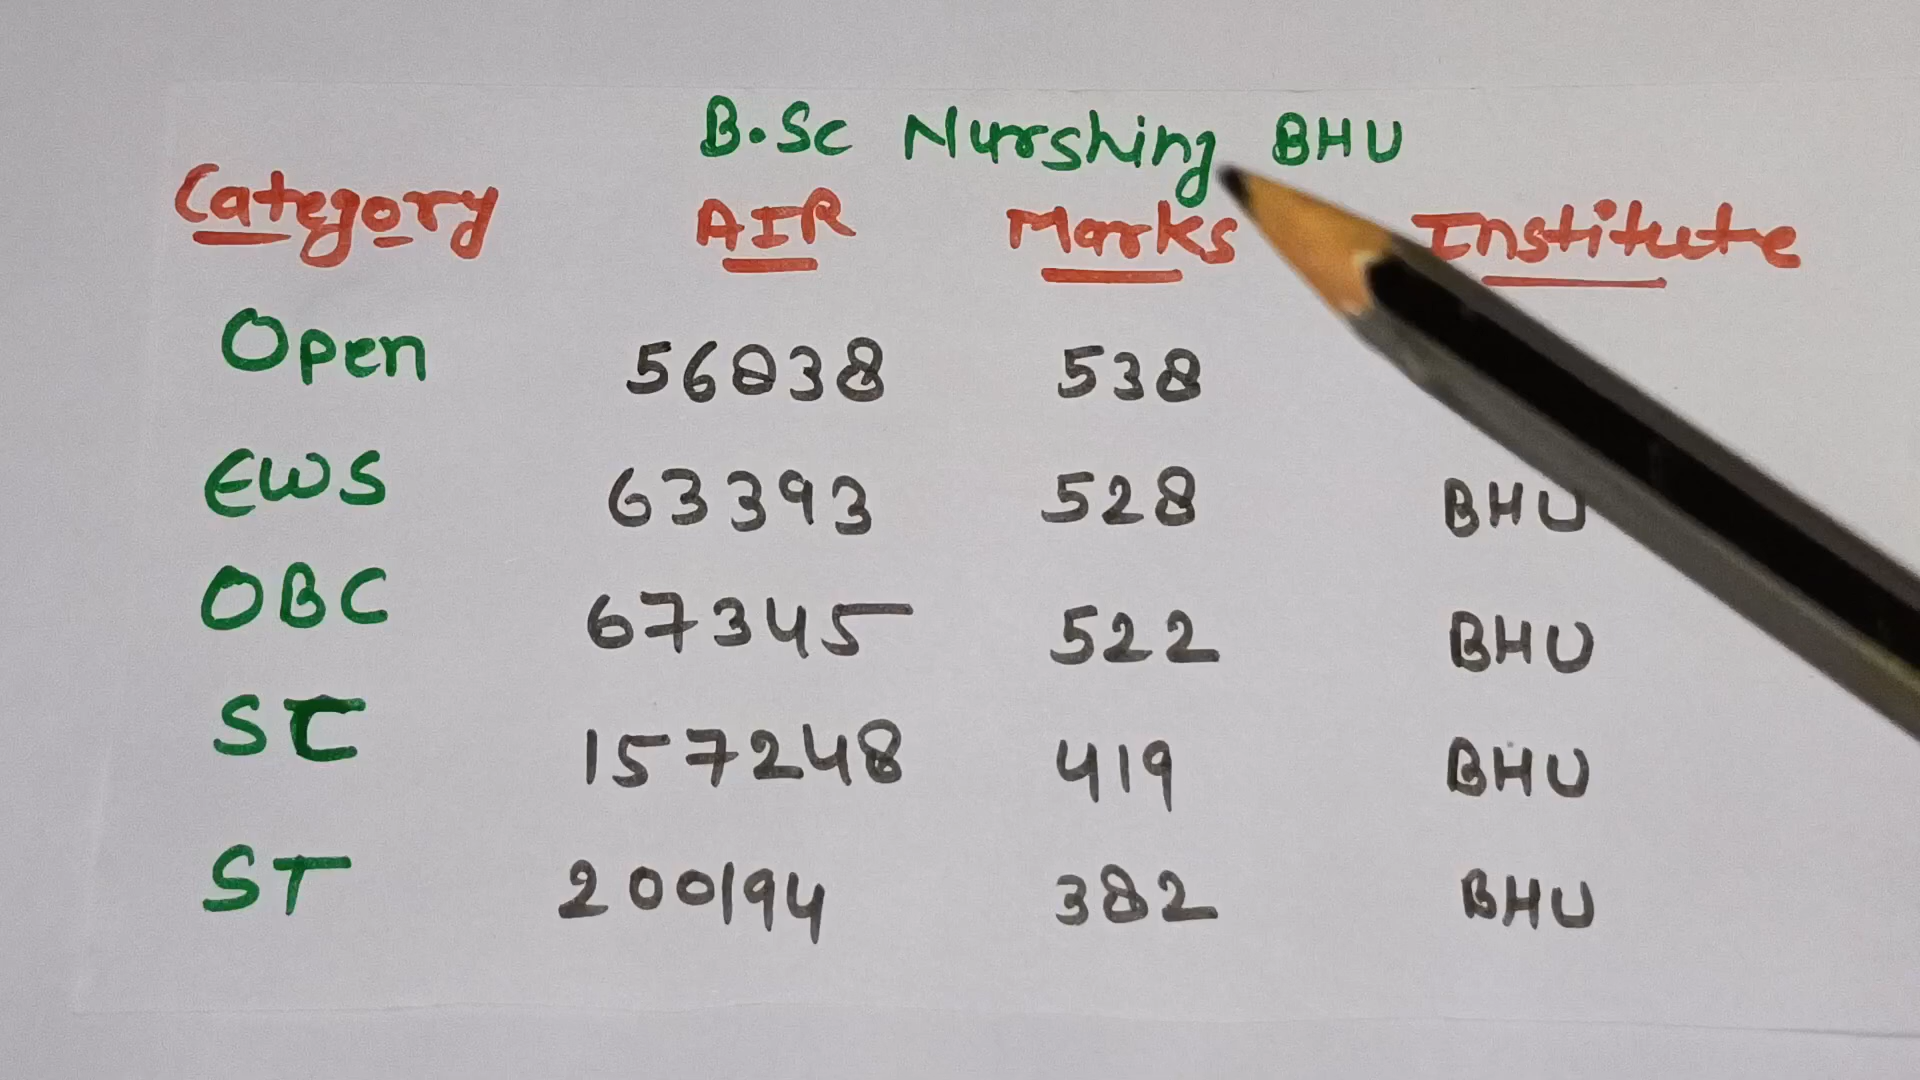 B.Sc Nurshing BHU
Category AIR Marks Institute
Open 56838 538
EWS 63393 528 BHU
OBC 67345 522 BHU
SC 157248 419 BHU
ST 200194 382 BHU